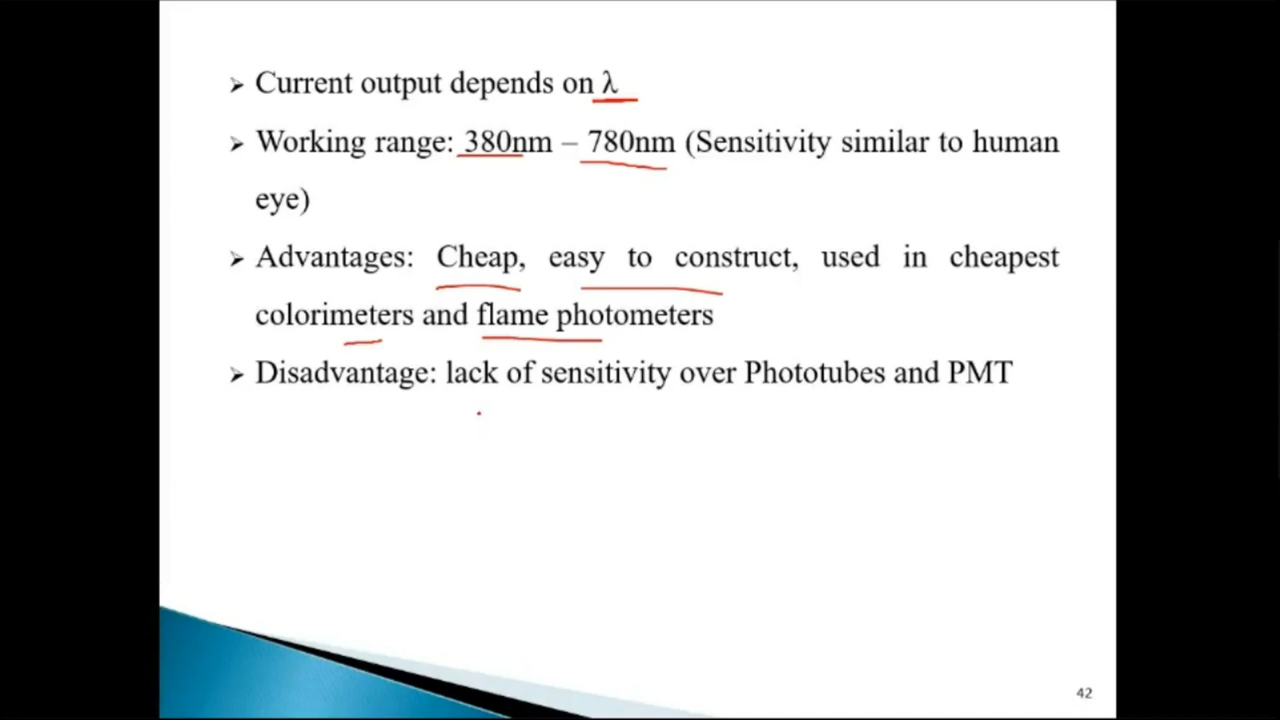 ➢ Current output depends on λ
➢ Working range: 380nm – 780nm (Sensitivity similar to human
eye)
➢ Advantages: Cheap, easy to construct, used in cheapest
colorimeters and flame photometers
➢ Disadvantage: lack of sensitivity over Phototubes and PMT
42